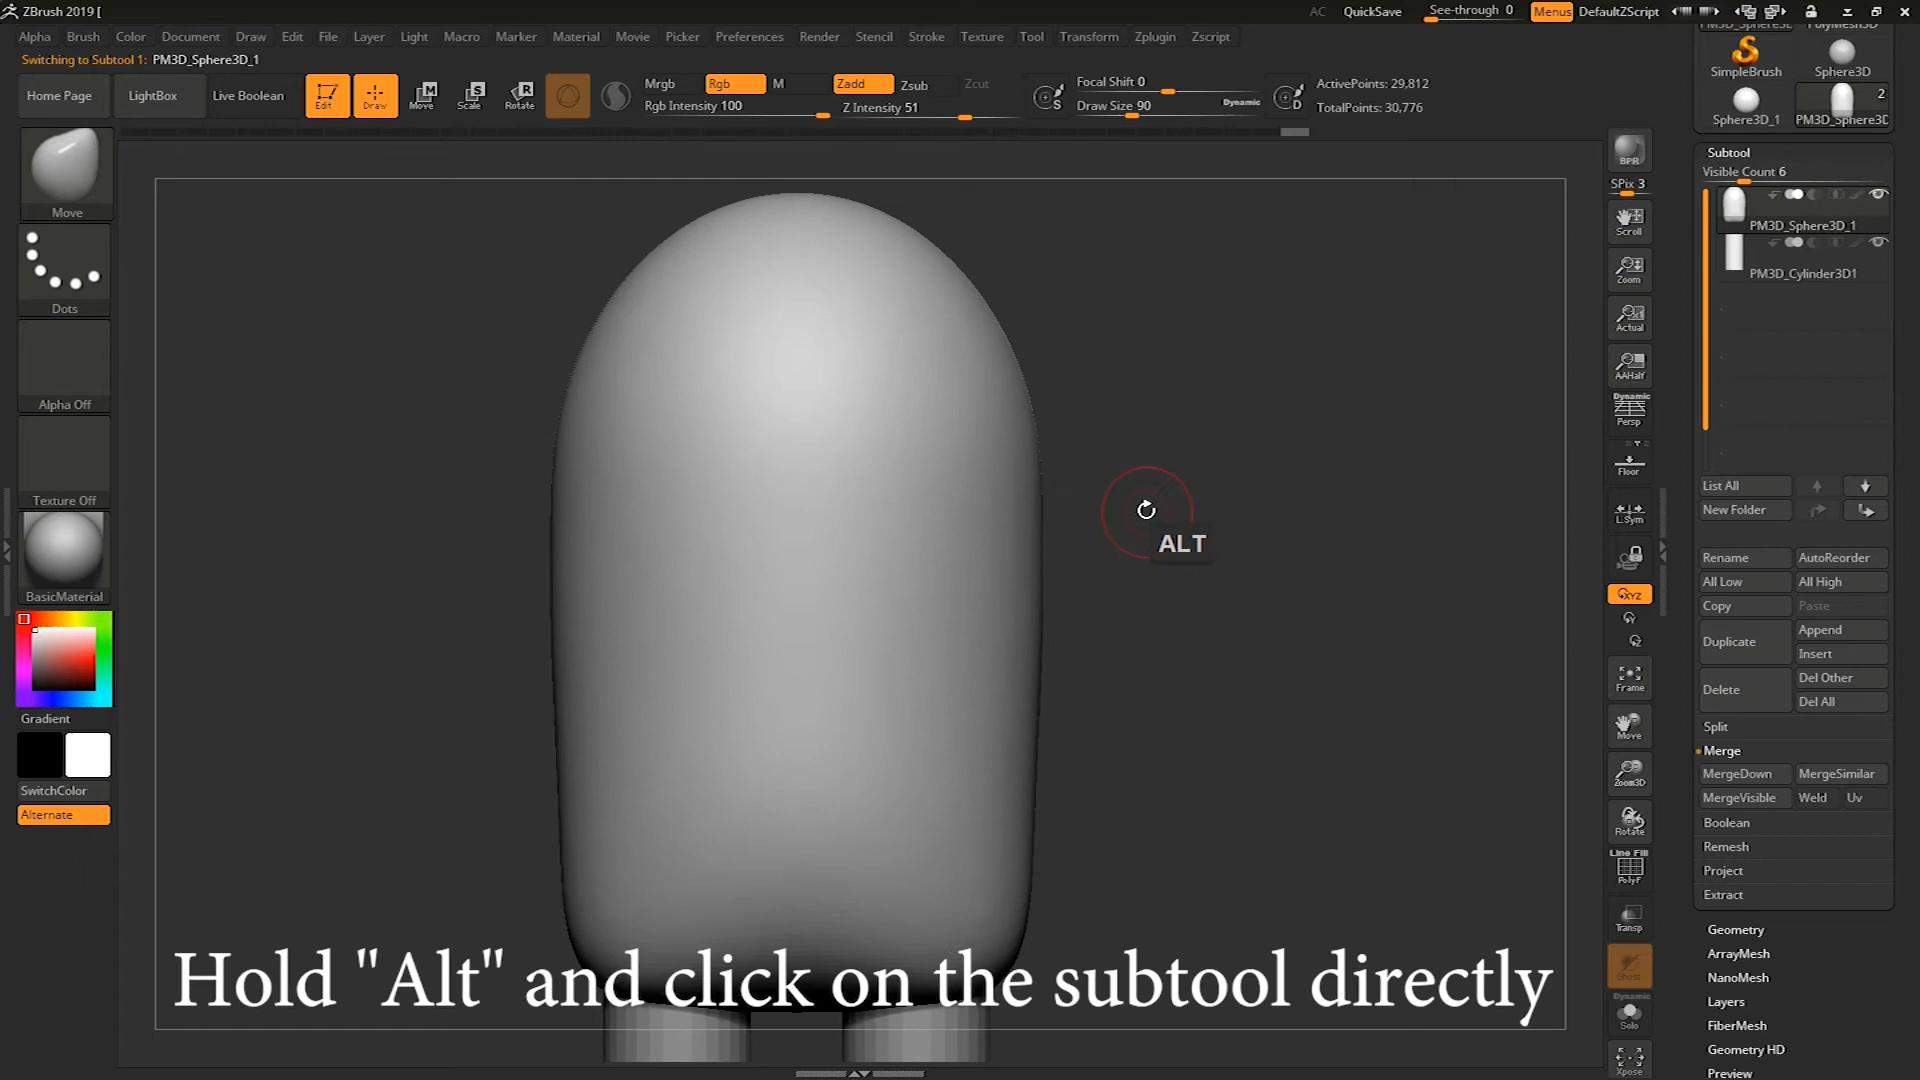 ZBrush 2019 [
AC QuickSave See-through 0 Menus DefaultZScript
Alpha Brush Color Document Draw Edit File Layer Light Macro Marker Material Movie Picker Preferences Render Stencil Stroke Texture Tool Transform Zplugin Zscript
Switching to Subtool 1: PM3D_Sphere3D_1
Home Page LightBox Live Boolean Edit Draw Move Scale Rotate
Mrgb Rgb M Zadd Zsub Zcut
Rgb Intensity 100 Z Intensity 51
Focal Shift 0
Draw Size 90 Dynamic
ActivePoints: 29,812
TotalPoints: 30,776
Move
Dots
Alpha Off
Texture Off
BasicMaterial
Gradient
SwitchColor
Alternate
ALT
Hold "Alt" and click on the subtool directly
BPR
SPix 3
Scroll
Zoom
Actual
AAHalf
Dynamic
Persp
Floor
L.Sym
XYZ
Frame
Move
Zoom3D
Rotate
Line Fill
PolyF
Transp
Ghost
Dynamic
Solo
Xpose
PM3D_Sphere3D PolyMesh3D
SimpleBrush Sphere3D
2
Sphere3D_1 PM3D_Sphere3D
Subtool
Visible Count 6
PM3D_Sphere3D_1
PM3D_Cylinder3D1
List All
New Folder
Rename AutoReorder
All Low All High
Copy Paste
Duplicate Append
Insert
Delete Del Other
Del All
Split
Merge
MergeDown MergeSimilar
MergeVisible Weld Uv
Boolean
Remesh
Project
Extract
Geometry
ArrayMesh
NanoMesh
Layers
FiberMesh
Geometry HD
Preview